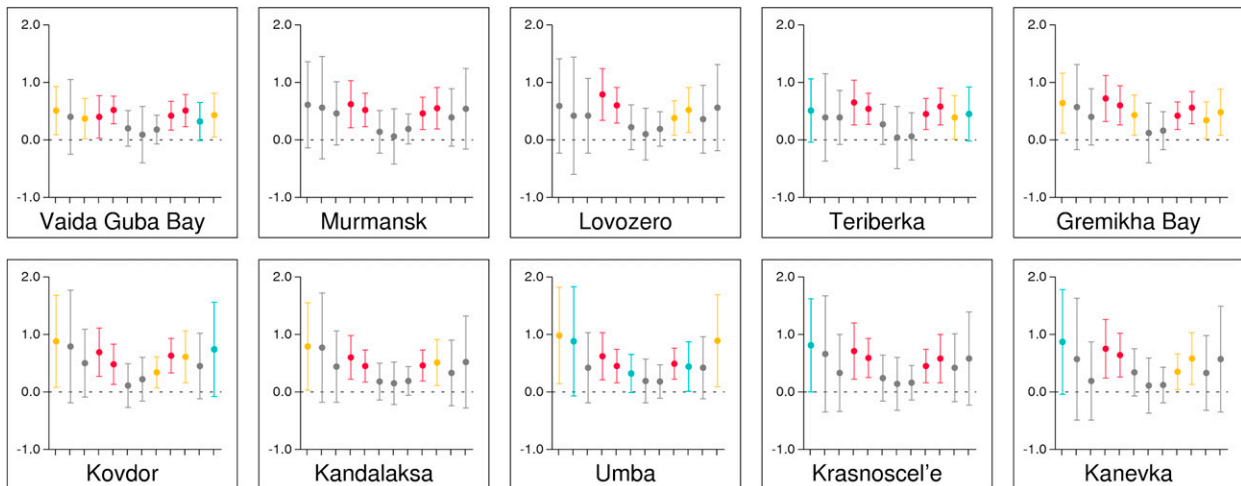 2.0 2.0 2.0 2.0 2.0
1.0 1.0 1.0 1.0 1.0
0.0 0.0 0.0 0.0 0.0
-1.0 -1.0 -1.0 -1.0 -1.0
Vaida Guba Bay Murmansk Lovozero Teriberka Gremikha Bay
2.0 2.0 2.0 2.0 2.0
1.0 1.0 1.0 1.0 1.0
0.0 0.0 0.0 0.0 0.0
-1.0 -1.0 -1.0 -1.0 -1.0
Kovdor Kandalaksa Umba Krasnoscel'e Kanevka